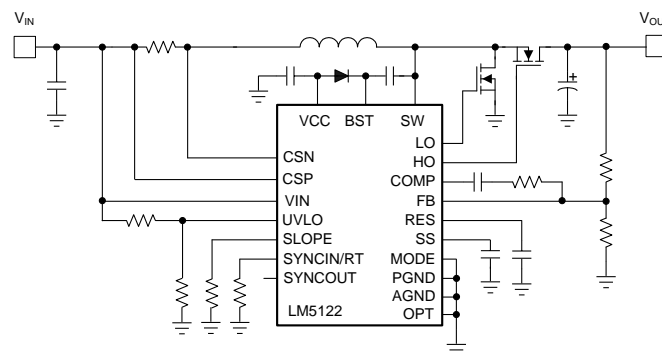 VIN
VOUT
VCC BST SW
LO
HO
CSN
COMP
CSP
VIN
FB
UVLO
RES
SLOPE
SS
SYNCIN/RT
MODE
SYNCOUT
PGND
AGND
LM5122
OPT
+